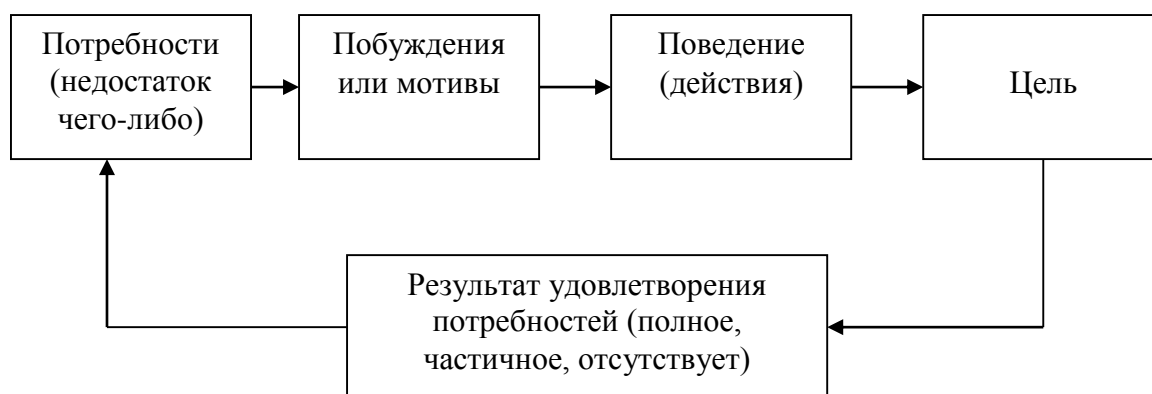 Потребности
(недостаток
чего-либо)
Побуждения
или мотивы
Поведение
(действия)
Цель
Результат удовлетворения
потребностей (полное,
частичное, отсутствует)